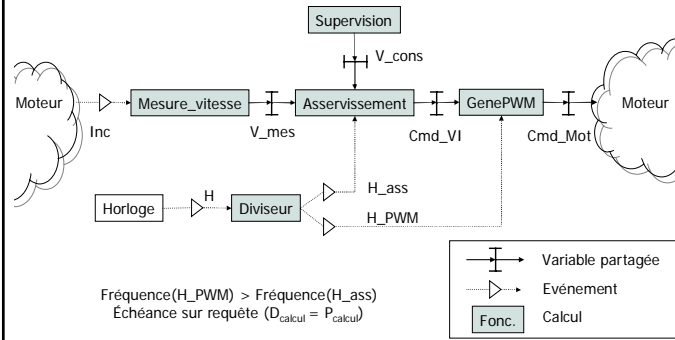 Supervision
V_cons
Moteur
Mesure_vitesse
Asservissement
GenePWM
Moteur
Inc
V_mes
Cmd_VI
Cmd_Mot
H_ass
Horloge
H
Diviseur
H_PWM
Variable partagée
Fréquence(H_PWM) > Fréquence(H_ass)
Evénement
Échéance sur requête (Dcalcul = Pcalcul)
Fonc.
Calcul